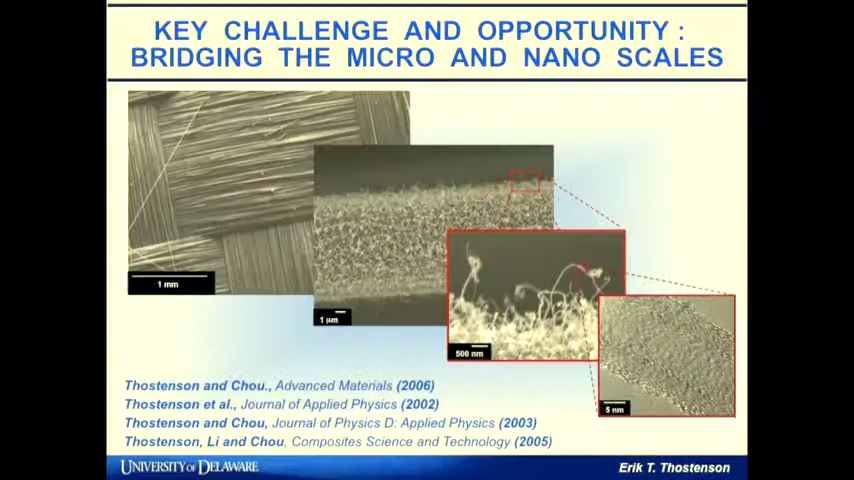 KEY CHALLENGE AND OPPORTUNITY :
BRIDGING THE MICRO AND NANO SCALES
1 mm
1 μm
500 nm
5 nm
Thostenson and Chou., Advanced Materials (2006)
Thostenson et al., Journal of Applied Physics (2002)
Thostenson and Chou, Journal of Physics D: Applied Physics (2003)
Thostenson, Li and Chou, Composites Science and Technology (2005)
UNIVERSITY OF DELAWARE
Erik T. Thostenson